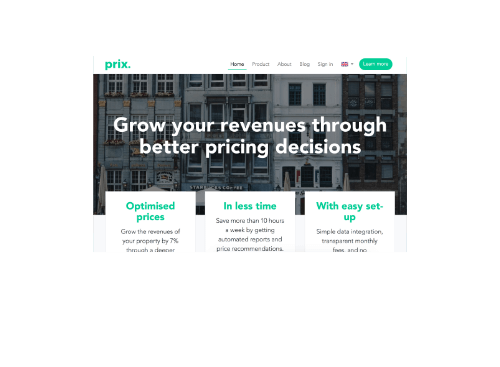 prix.
Home Product About Blog Sign in Learn more
Grow your revenues through
better pricing decisions
STARBUCKS COFFEE
Optimised
prices
Grow the revenues of
your property by 7%
through a deeper
In less time
Save more than 10 hours
a week by getting
automated reports and
price recommendations.
With easy set-
up
Simple data integration,
transparent monthly
fees, and no